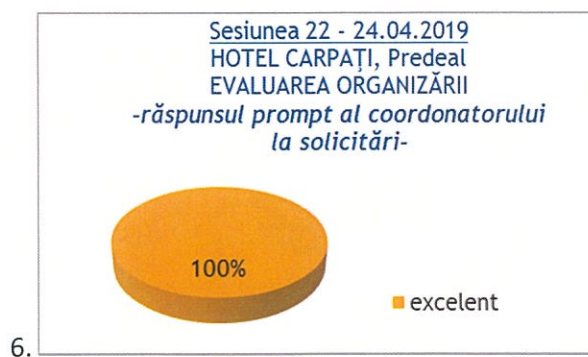 Sesiunea 22 - 24.04.2019
HOTEL CARPAȚI, Predeal
EVALUAREA ORGANIZĂRII
-răspunsul prompt al coordonatorului
la solicitări-
100%
excelent
6.